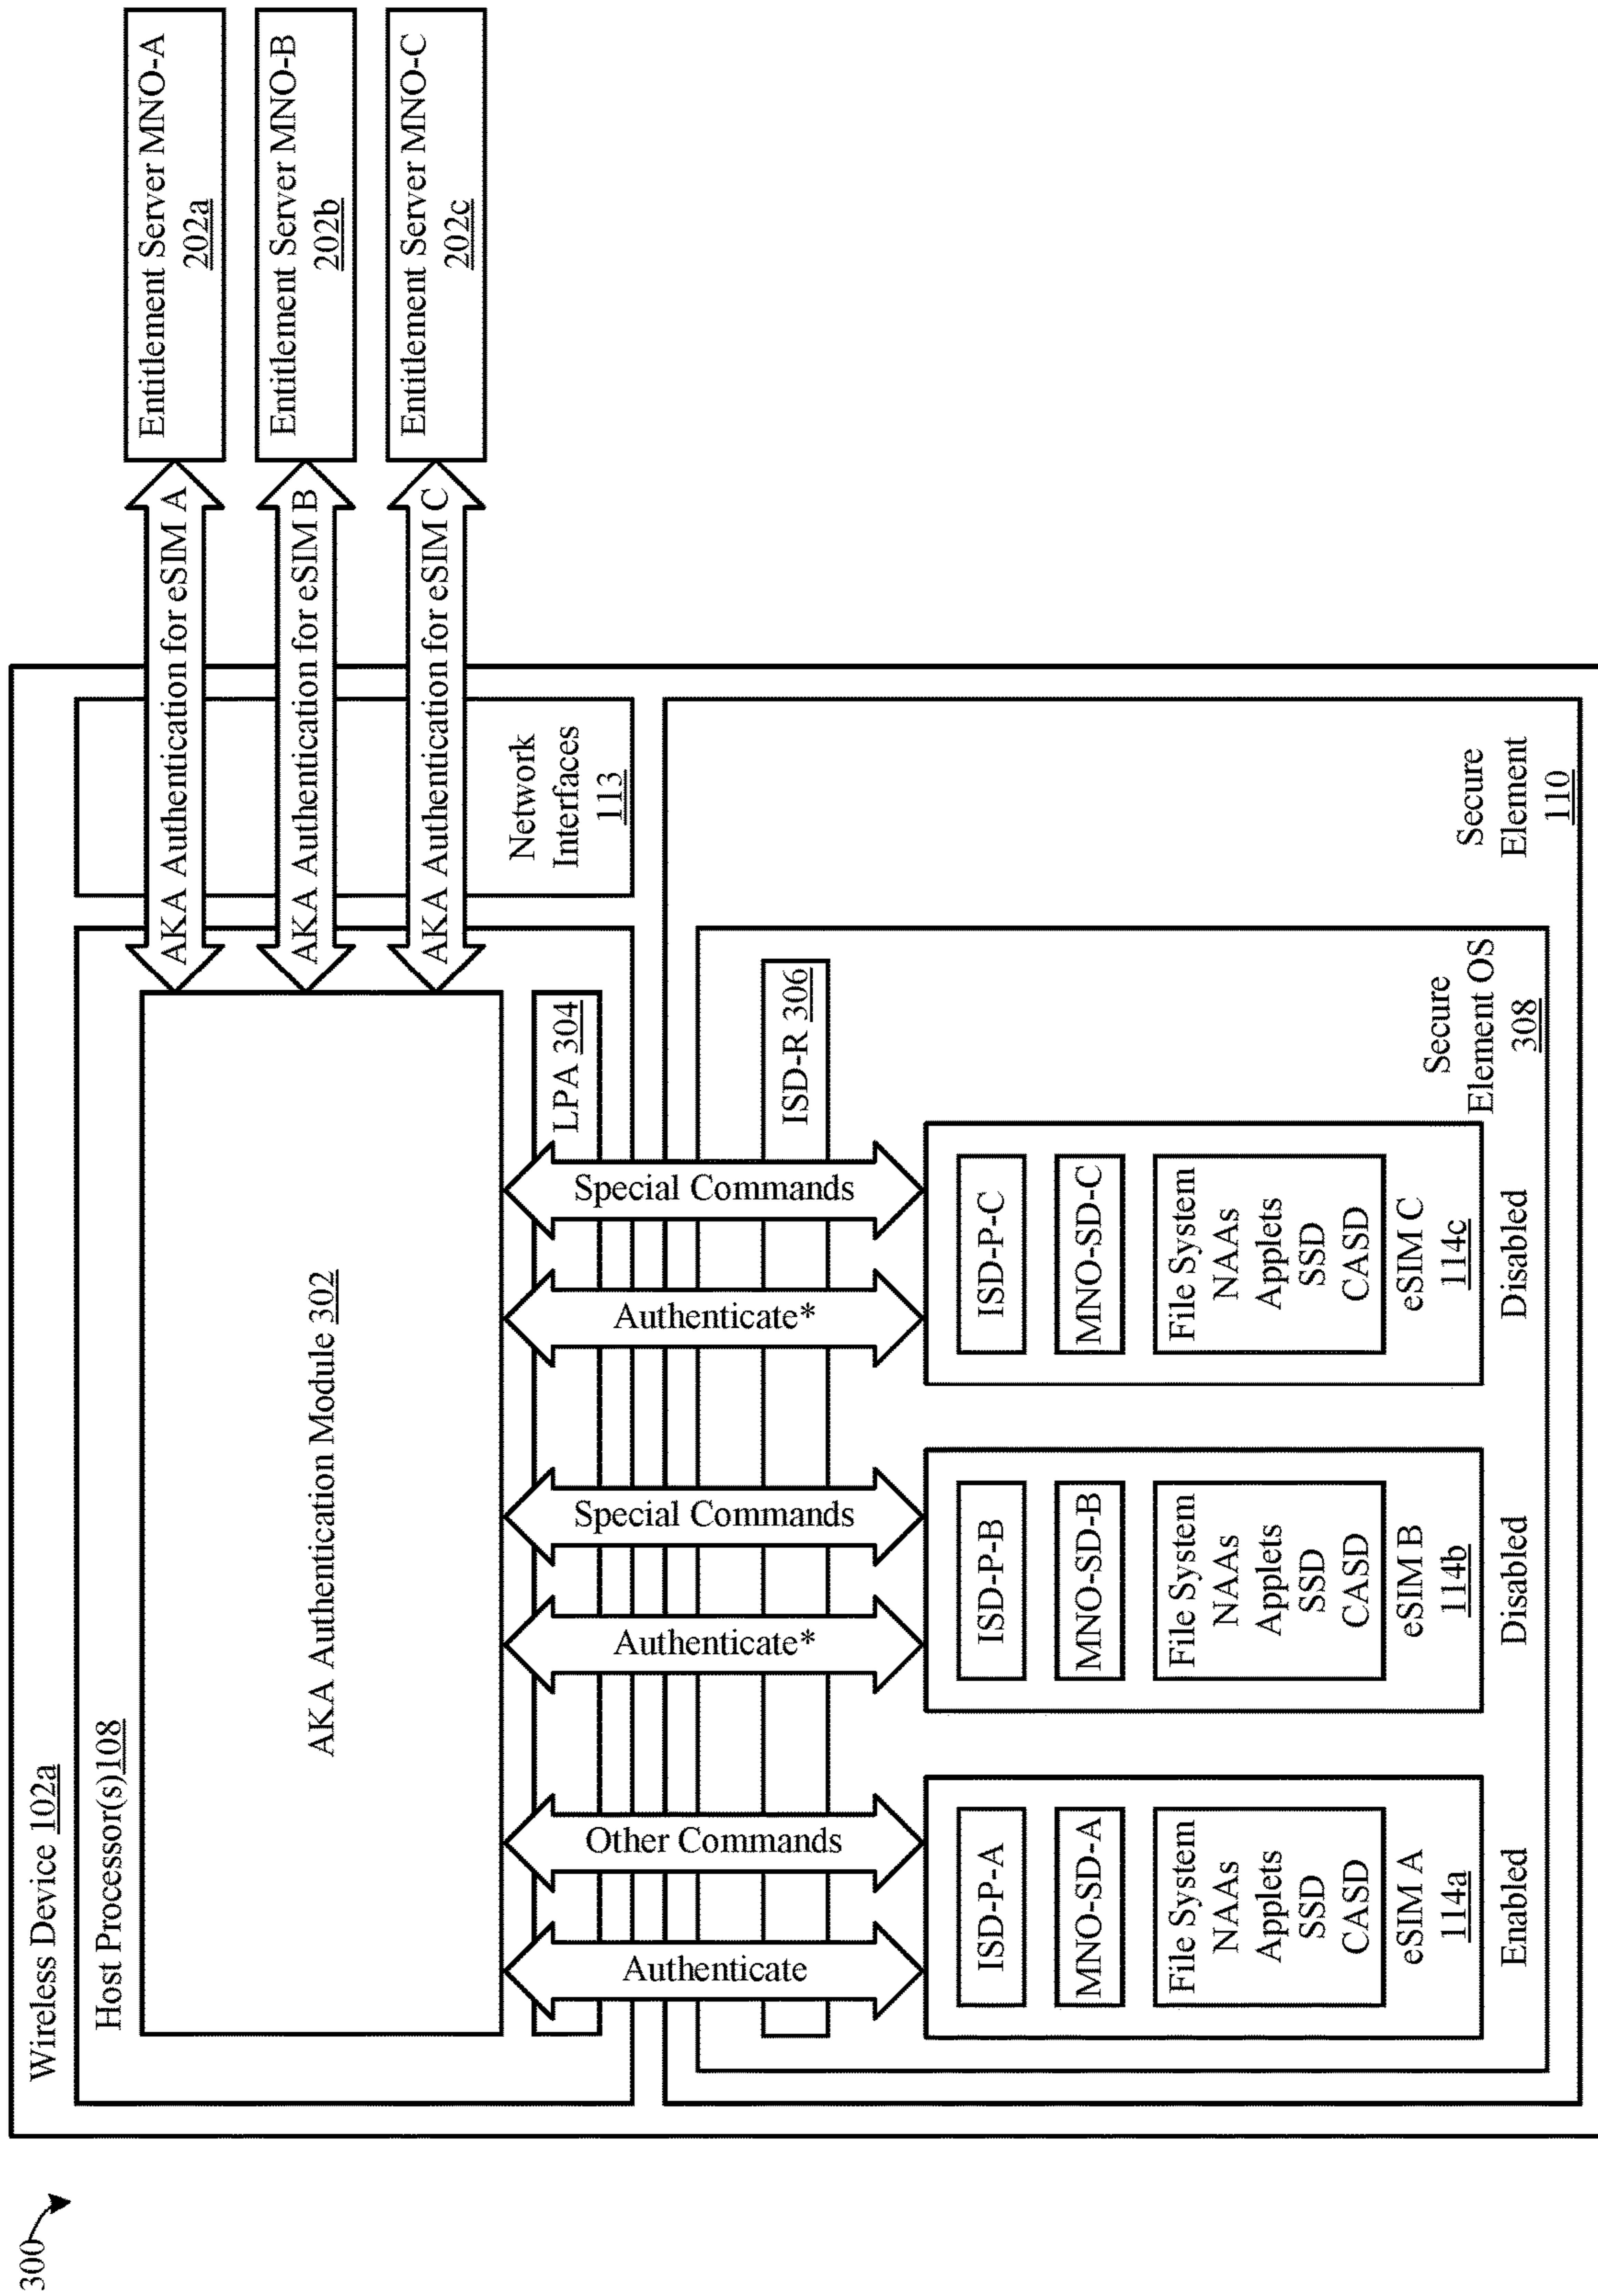 300
Wireless Device 102a
Host Processor(s)108
AKA Authentication Module 302
LPA 304
Network
Interfaces
113
AKA Authentication for eSIM A
AKA Authentication for eSIM B
AKA Authentication for eSIM C
Entitlement Server MNO-A
202a
Entitlement Server MNO-B
202b
Entitlement Server MNO-C
202c
Authenticate
Other Commands
Authenticate*
Special Commands
Authenticate*
Special Commands
ISD-R 306
ISD-P-A
MNO-SD-A
File System
NAAs
Applets
SSD
CASD
eSIM A
114a
Enabled
ISD-P-B
MNO-SD-B
File System
NAAs
Applets
SSD
CASD
eSIM B
114b
Disabled
ISD-P-C
MNO-SD-C
File System
NAAs
Applets
SSD
CASD
eSIM C
114c
Disabled
Secure
Element OS
308
Secure
Element
110